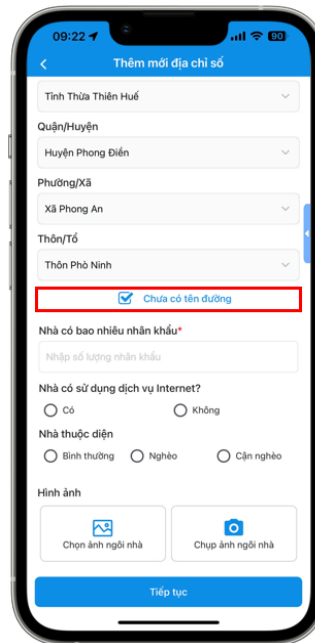 09:22
90
Thêm mới địa chỉ số
Tỉnh Thừa Thiên Huế
Quận/Huyện
Huyện Phong Điền
Phường/Xã
Xã Phong An
Thôn/Tổ
Thôn Phò Ninh
Chưa có tên đường
Nhà có bao nhiêu nhân khẩu*
Nhập số lượng nhân khẩu
Nhà có sử dụng dịch vụ Internet?
Có Không
Nhà thuộc diện
Bình thường Nghèo Cận nghèo
Hình ảnh
Chọn ảnh ngôi nhà Chụp ảnh ngôi nhà
Tiếp tục